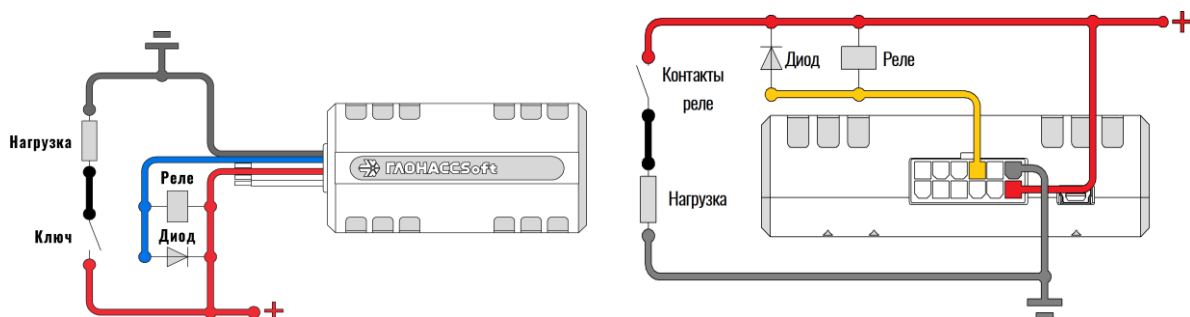 Нагрузка
Реле
Ключ
Диод
ГЛОНАССSoft
+
Контакты
реле
Диод
Реле
Нагрузка
+